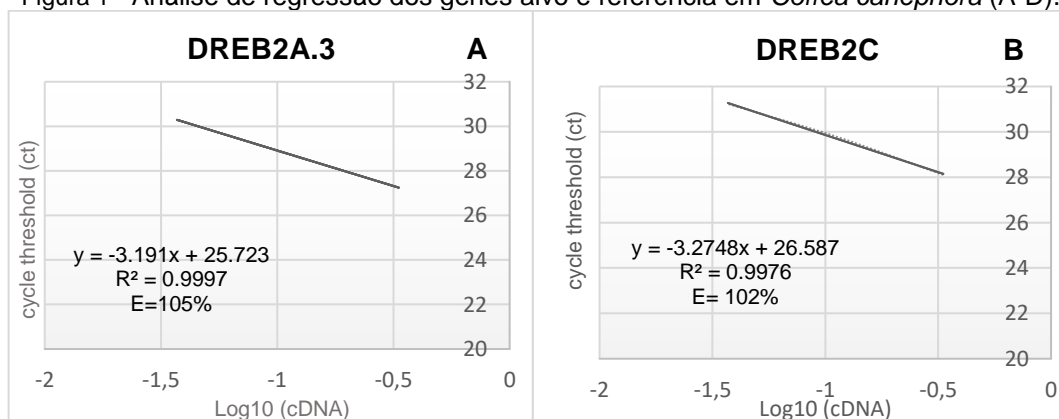 Figura 1 - Análise de regressão dos genes alvo e referência em Coffea canephora (A-D).
DREB2A.3 A
32
30
28
26
24
22
20
cycle threshold (ct)
y = -3.191x + 25.723
R² = 0.9997
E=105%
-2 -1,5 -1 -0,5 0
Log10 (cDNA)
DREB2C B
32
30
28
26
24
22
20
cycle threshold (ct)
y = -3.2748x + 26.587
R² = 0.9976
E= 102%
-2 -1,5 -1 -0,5 0
Log10 (cDNA)